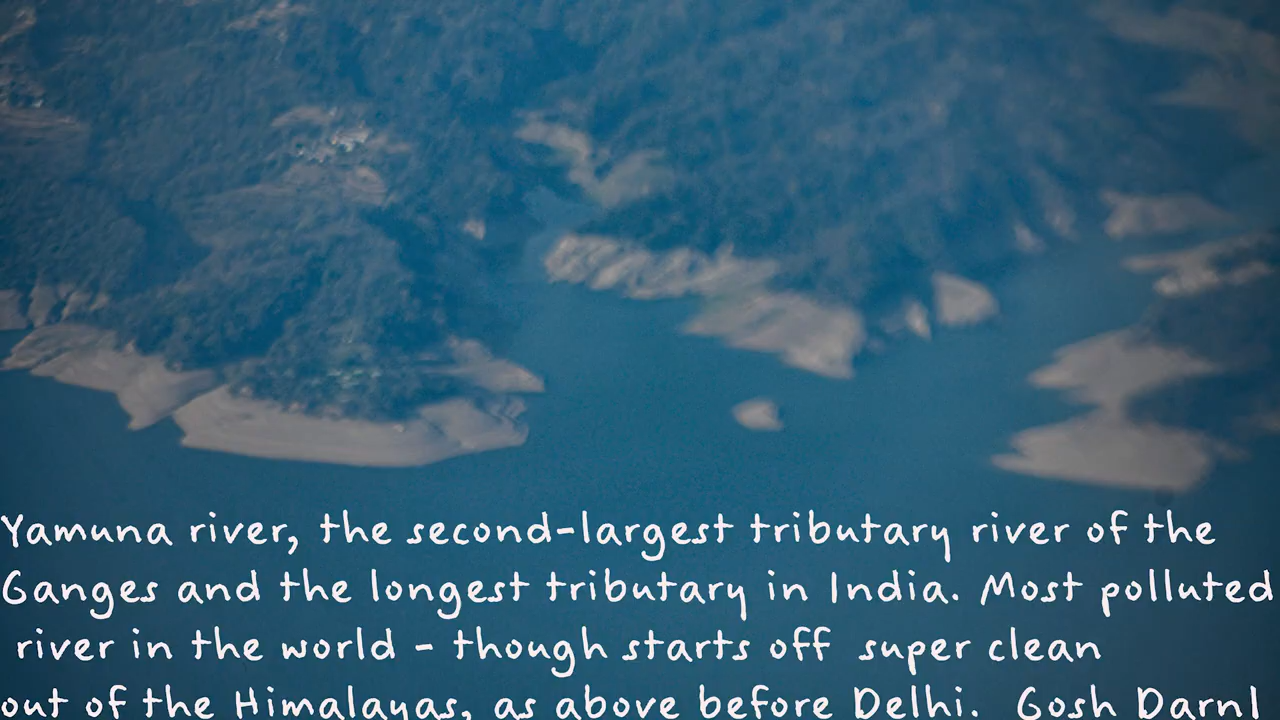 Yamuna river, the second-largest tributary river of the
Ganges and the longest tributary in India. Most polluted
river in the world - though starts off super clean
out of the Himalayas, as above before Delhi. Gosh Darn!